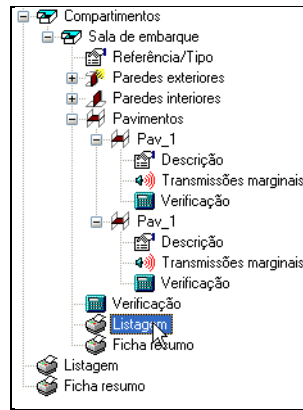 Compartimentos
Sala de embarque
Referência/Tipo
Paredes exteriores
Paredes interiores
Pavimentos
Pav_1
Descrição
Transmissões marginais
Verificação
Pav_1
Descrição
Transmissões marginais
Verificação
Verificação
Listagem
Ficha resumo
Listagem
Ficha resumo